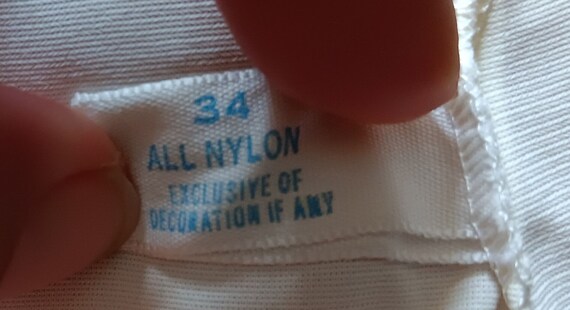 34
ALL NYLON
EXCLUSIVE OF
DECORATION IF ANY